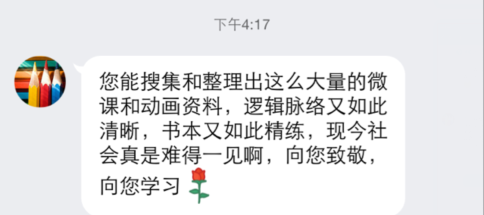 下午4:17
您能搜集和整理出这么大量的微
课和动画资料，逻辑脉络又如此
清晰，书本又如此精练，现今社
会真是难得一见啊，向您致敬，
向您学习🌹